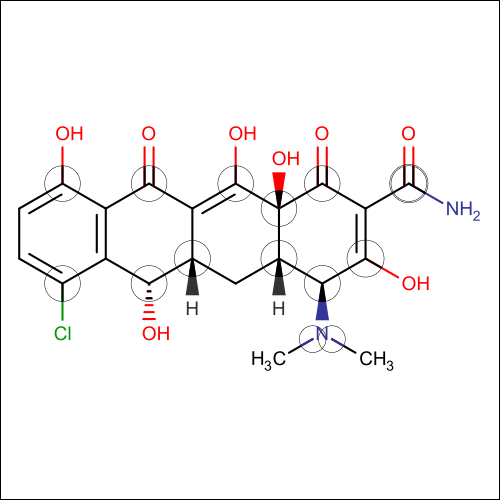 OH O OH O O
OH
NH₂
OH
H H
Cl OH N
H₃C CH₃